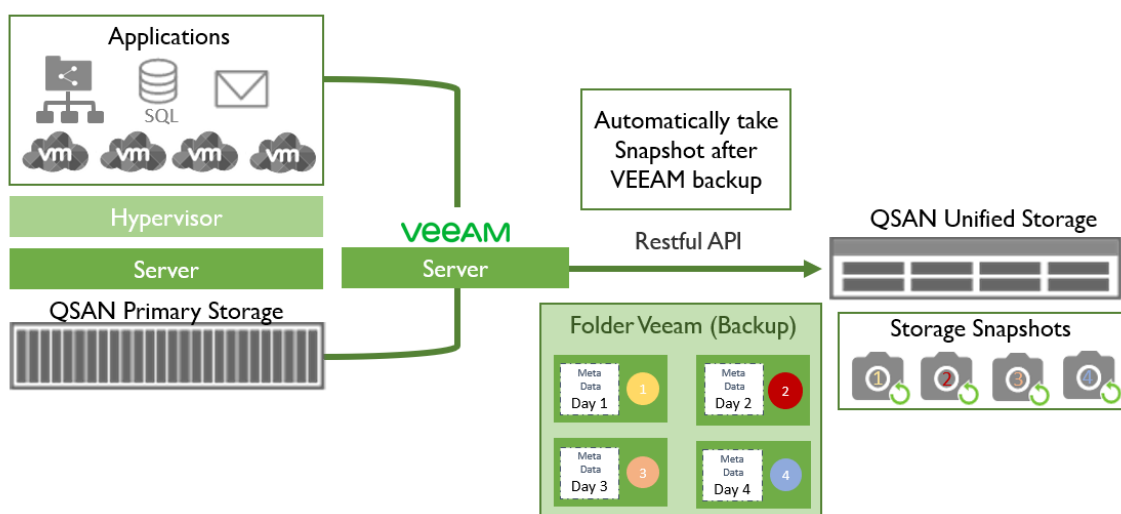 Applications
SQL
vm
vm
vm
vm
Hypervisor
Server
QSAN Primary Storage
veeAM
Server
Automatically take
Snapshot after
VEEAM backup
Restful API
QSAN Unified Storage
Folder Veeam (Backup)
Meta
Data
Day 1
1
Meta
Data
Day 2
2
Meta
Data
Day 3
3
Meta
Data
Day 4
4
Storage Snapshots
1
2
3
4